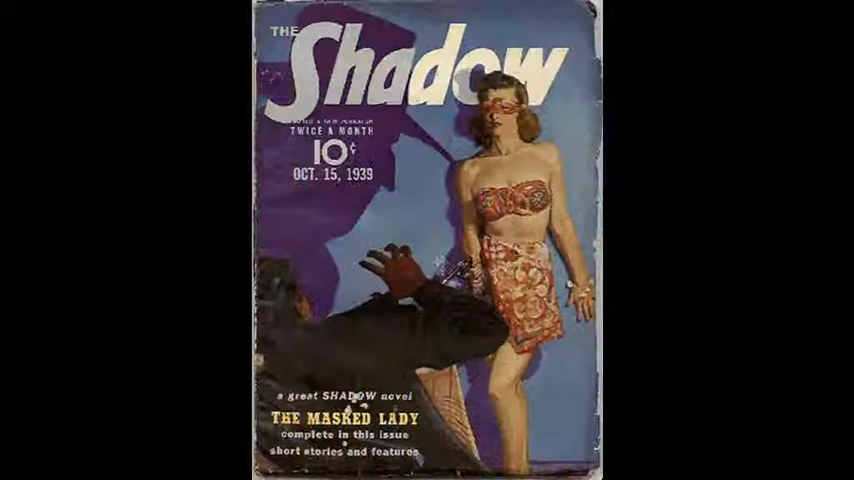 THE
Shadow
TWICE A MONTH
10¢
OCT. 15, 1939
a great SHADOW novel
THE MASKED LADY
complete in this issue
short stories and features